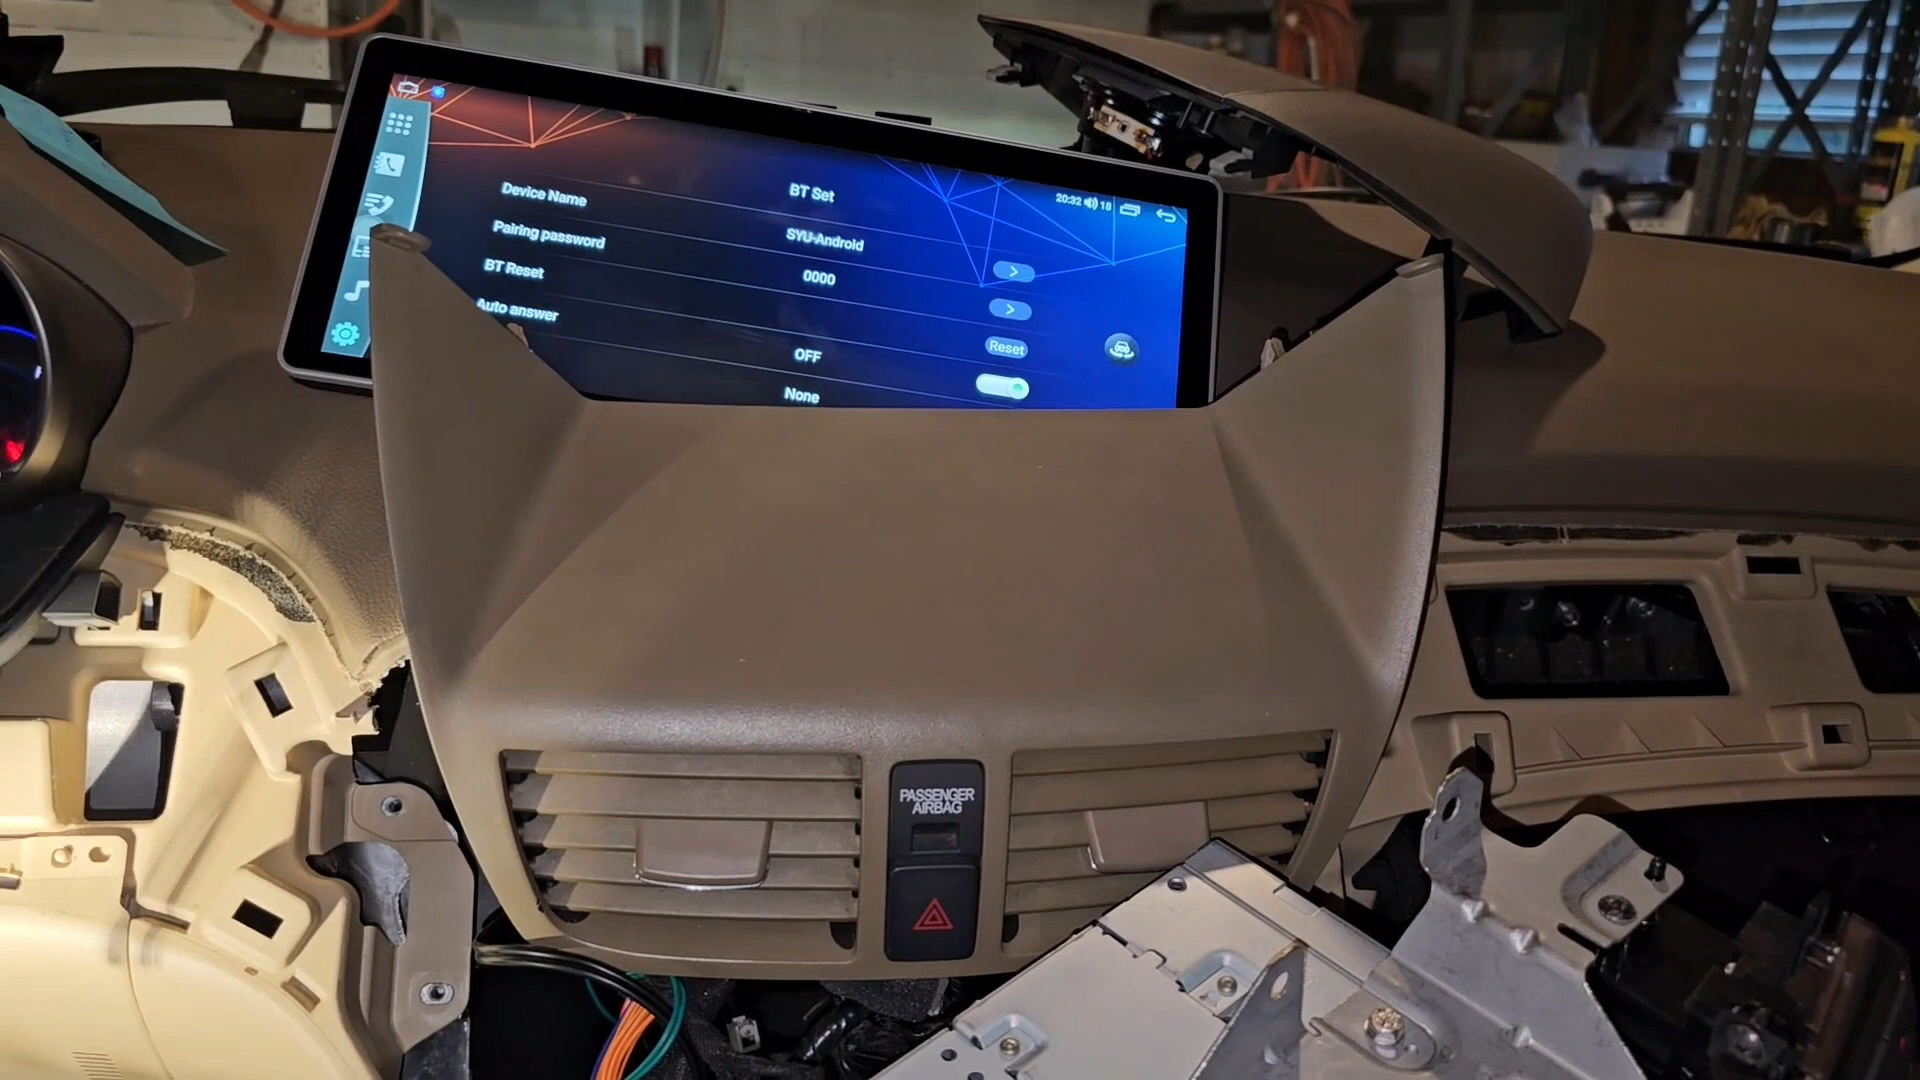 20:32 18
BT Set
Device Name
SYU-Android
Pairing password
0000
BT Reset
Reset
Auto answer
OFF
None
PASSENGER
AIRBAG